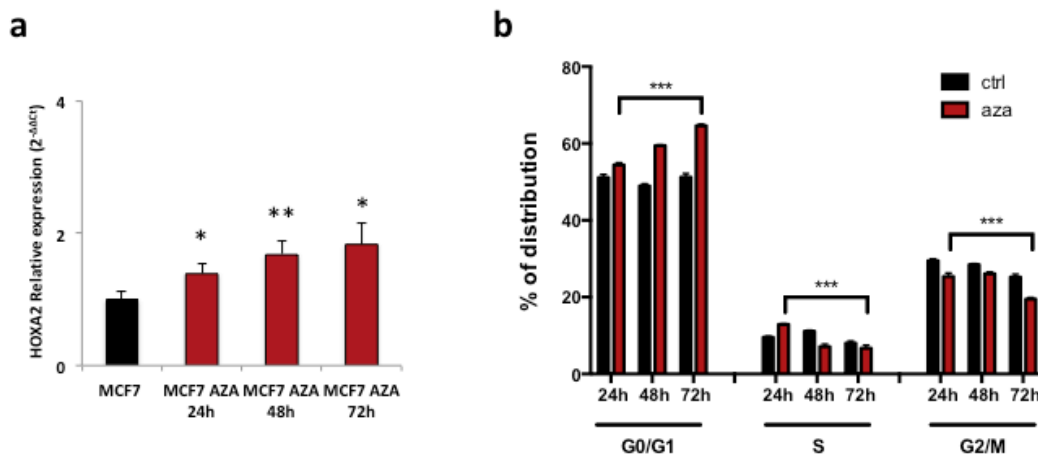 a
HOXA2 Relative expression (2-ΔΔCt)
4
2
0
*
**
*
MCF7
MCF7 AZA
24h
MCF7 AZA
48h
MCF7 AZA
72h
b
% of distribution
80
60
40
20
0
ctrl
aza
***
***
***
24h 48h 72h
24h 48h 72h
24h 48h 72h
G0/G1
S
G2/M